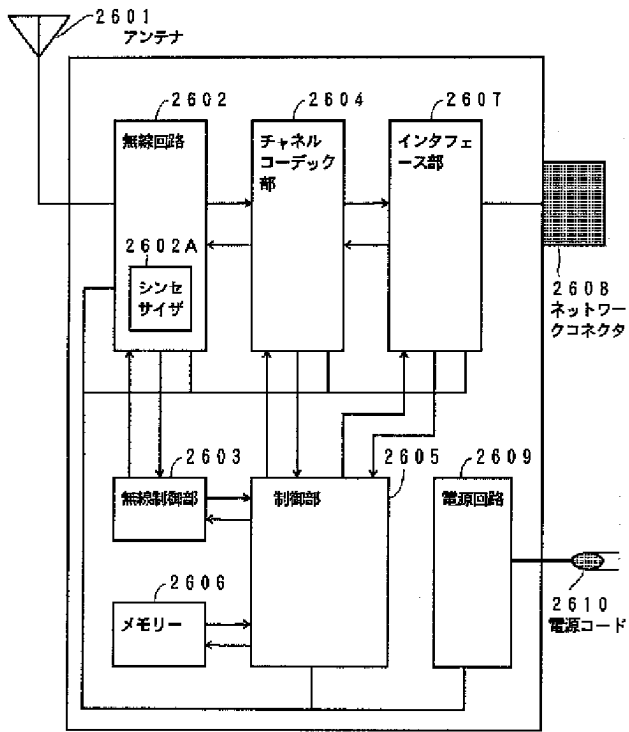 2601
アンテナ
2602
無線回路
2604
チャネル
コーデック
部
2607
インタフェ
ース部
2602A
シンセ
サイザ
2608
ネットワー
クコネクタ
2603
無線制御部
2605
制御部
2609
電源回路
2606
メモリー
2610
電源コード